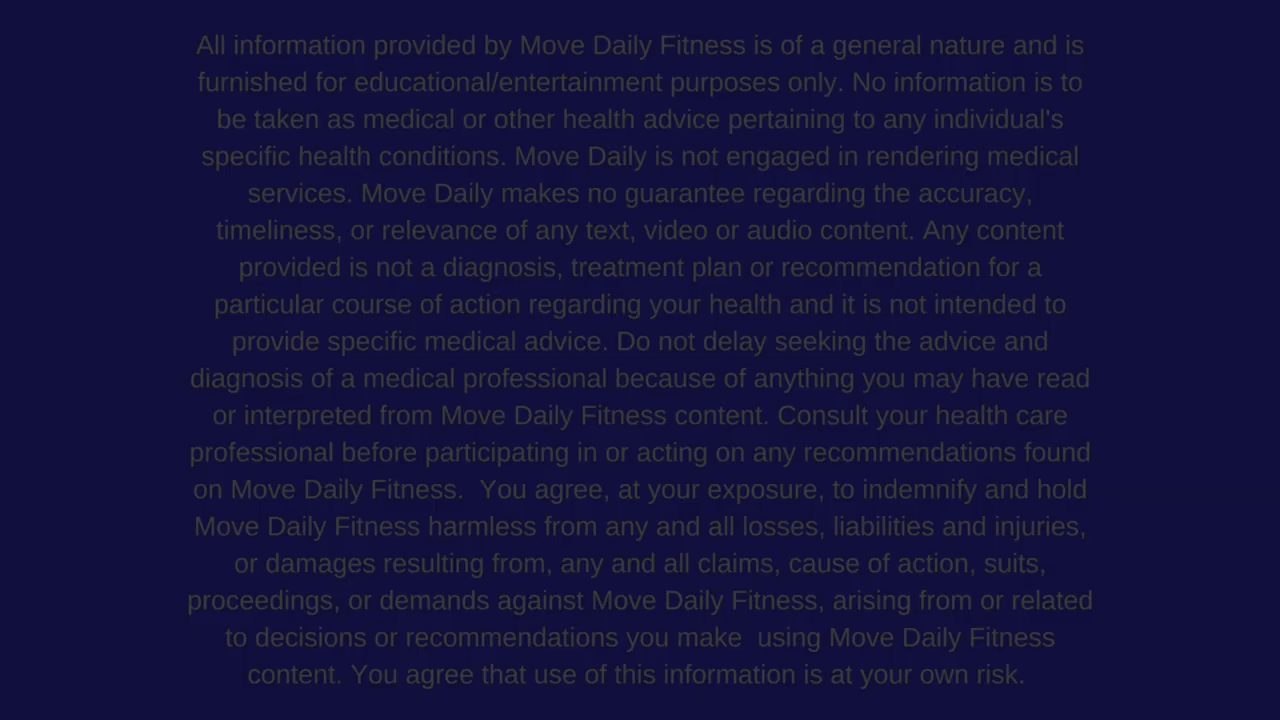 All information provided by Move Daily Fitness is of a general nature and is
furnished for educational/entertainment purposes only. No information is to
be taken as medical or other health advice pertaining to any individual's
specific health conditions. Move Daily is not engaged in rendering medical
services. Move Daily makes no guarantee regarding the accuracy,
timeliness, or relevance of any text, video or audio content. Any content
provided is not a diagnosis, treatment plan or recommendation for a
particular course of action regarding your health and it is not intended to
provide specific medical advice. Do not delay seeking the advice and
diagnosis of a medical professional because of anything you may have read
or interpreted from Move Daily Fitness content. Consult your health care
professional before participating in or acting on any recommendations found
on Move Daily Fitness.  You agree, at your exposure, to indemnify and hold
Move Daily Fitness harmless from any and all losses, liabilities and injuries,
or damages resulting from, any and all claims, cause of action, suits,
proceedings, or demands against Move Daily Fitness, arising from or related
to decisions or recommendations you make  using Move Daily Fitness
content. You agree that use of this information is at your own risk.